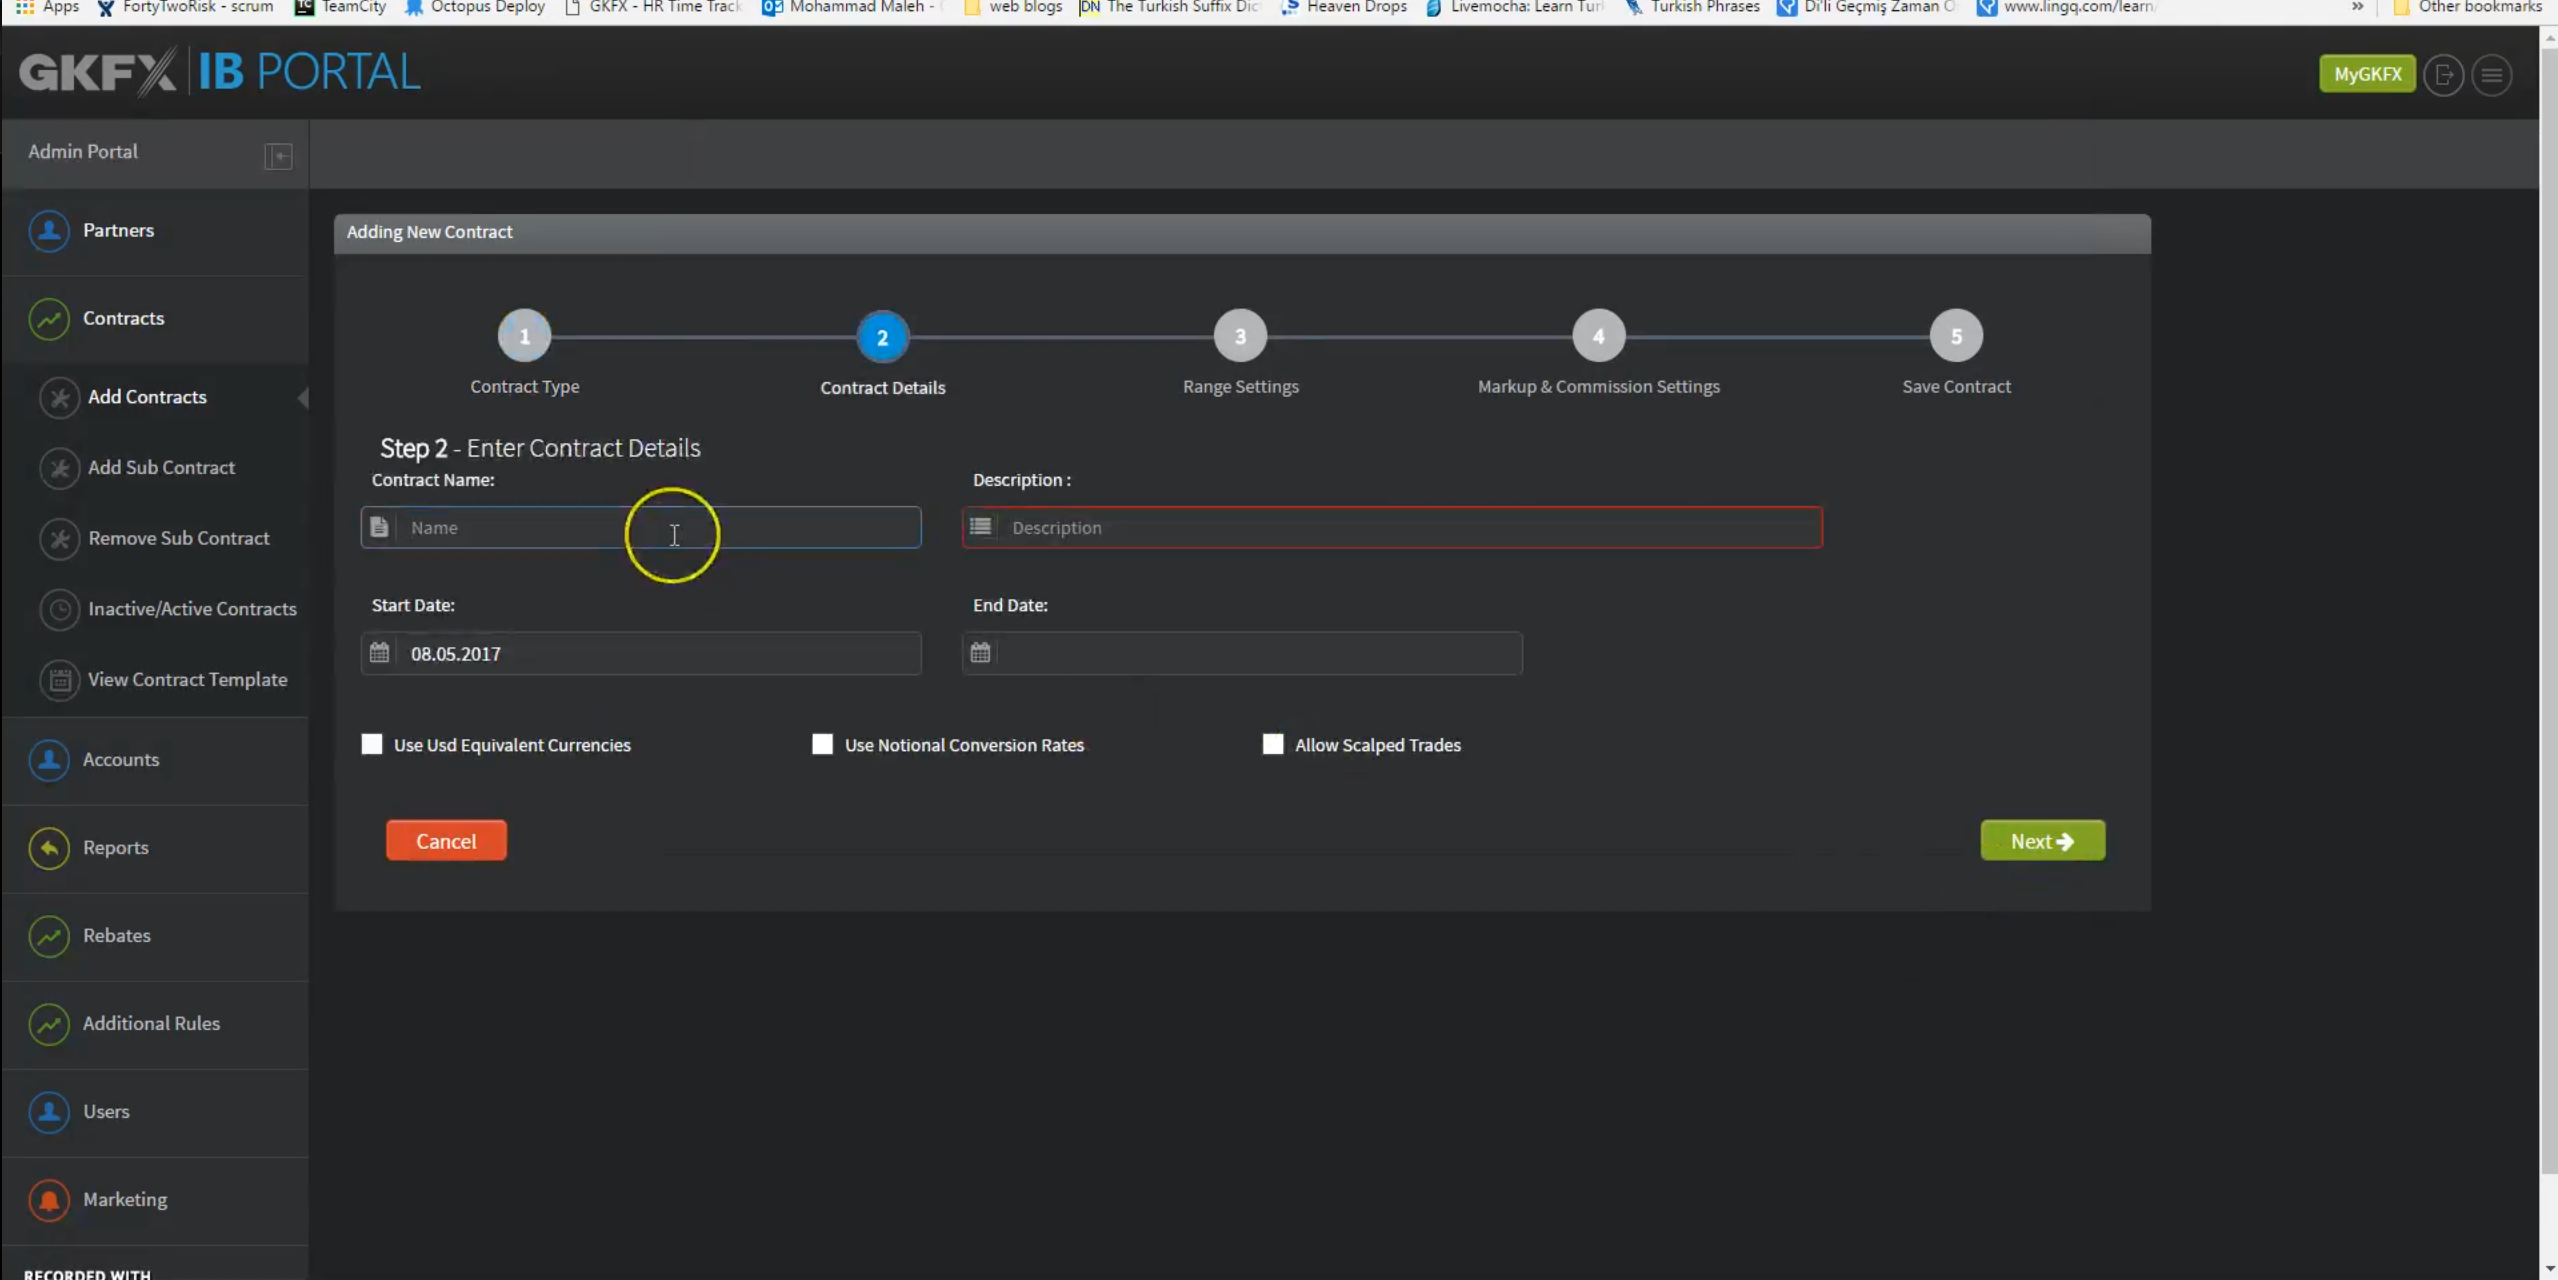 Apps FortyTwoRisk - scrum TeamCity Octopus Deploy GKFX - HR Time Track Mohammad Maleh - web blogs The Turkish Suffix Dic Heaven Drops Livemocha: Learn Tur Turkish Phrases Di'li Geçmiş Zaman www.lingq.com/learn » Other bookmarks
GKFX IB PORTAL
MyGKFX
Admin Portal
Partners
Adding New Contract
Contracts
1 2 3 4 5
Contract Type Contract Details Range Settings Markup & Commission Settings Save Contract
Add Contracts
Step 2 - Enter Contract Details
Add Sub Contract
Contract Name: Description :
Name Description
Remove Sub Contract
Start Date: End Date:
Inactive/Active Contracts
08.05.2017
View Contract Template
Use Usd Equivalent Currencies Use Notional Conversion Rates Allow Scalped Trades
Accounts
Cancel Next
Reports
Rebates
Additional Rules
Users
Marketing
RECORDED WITH